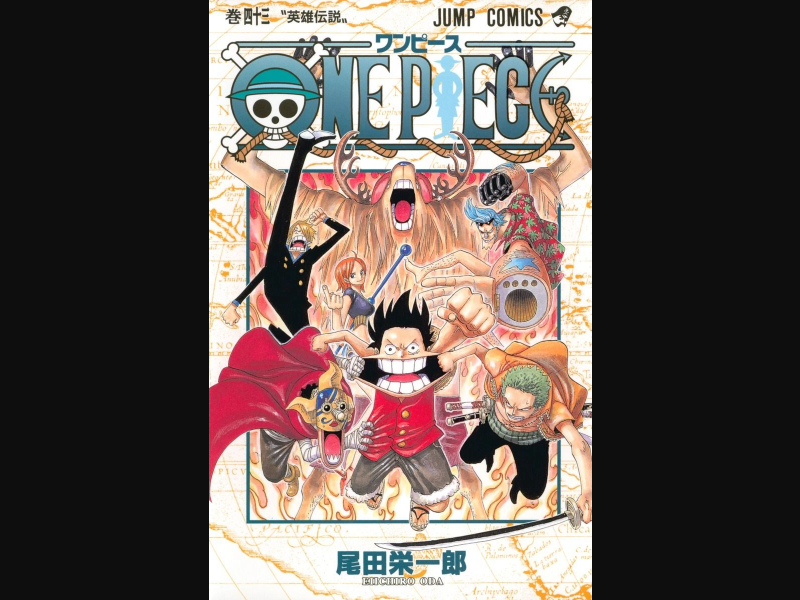 巻四十三 〝英雄伝説〟
JUMP COMICS
ワンピース
ONE PIECE
尾田栄一郎
EIICHIRO ODA
Archipelago